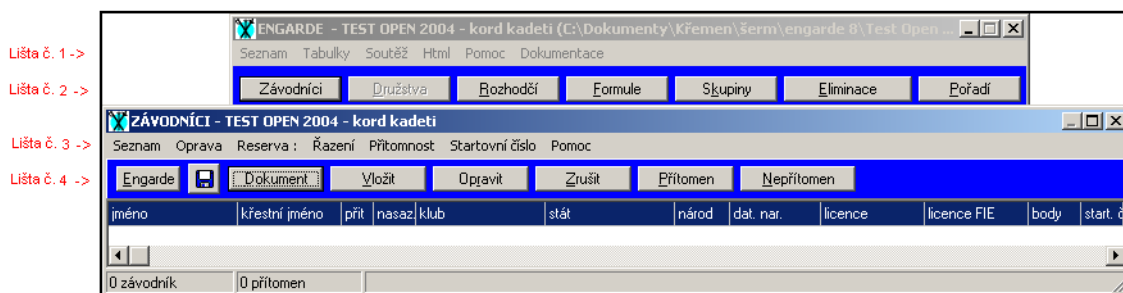 ENGARDE - TEST OPEN 2004 - kord kadeti (C:\Dokumenty\Křemen\šerm\engarde 8\Test Open ...
Lišta č. 1 -> Seznam Tabulky Soutěž Html Pomoc Dokumentace
Lišta č. 2 -> Závodníci Družstva Rozhodčí Formule Skupiny Eliminace Pořadí
ZÁVODNÍCI - TEST OPEN 2004 - kord kadeti
Lišta č. 3 -> Seznam Oprava Reserva : Řazení Přítomnost Startovní číslo Pomoc
Lišta č. 4 -> Engarde Dokument Vložit Opravit Zrušit Přítomen Nepřítomen
jméno křestní jméno přít nasaz. klub stát národ dat. nar. licence licence FIE body start. č
0 závodník 0 přítomen